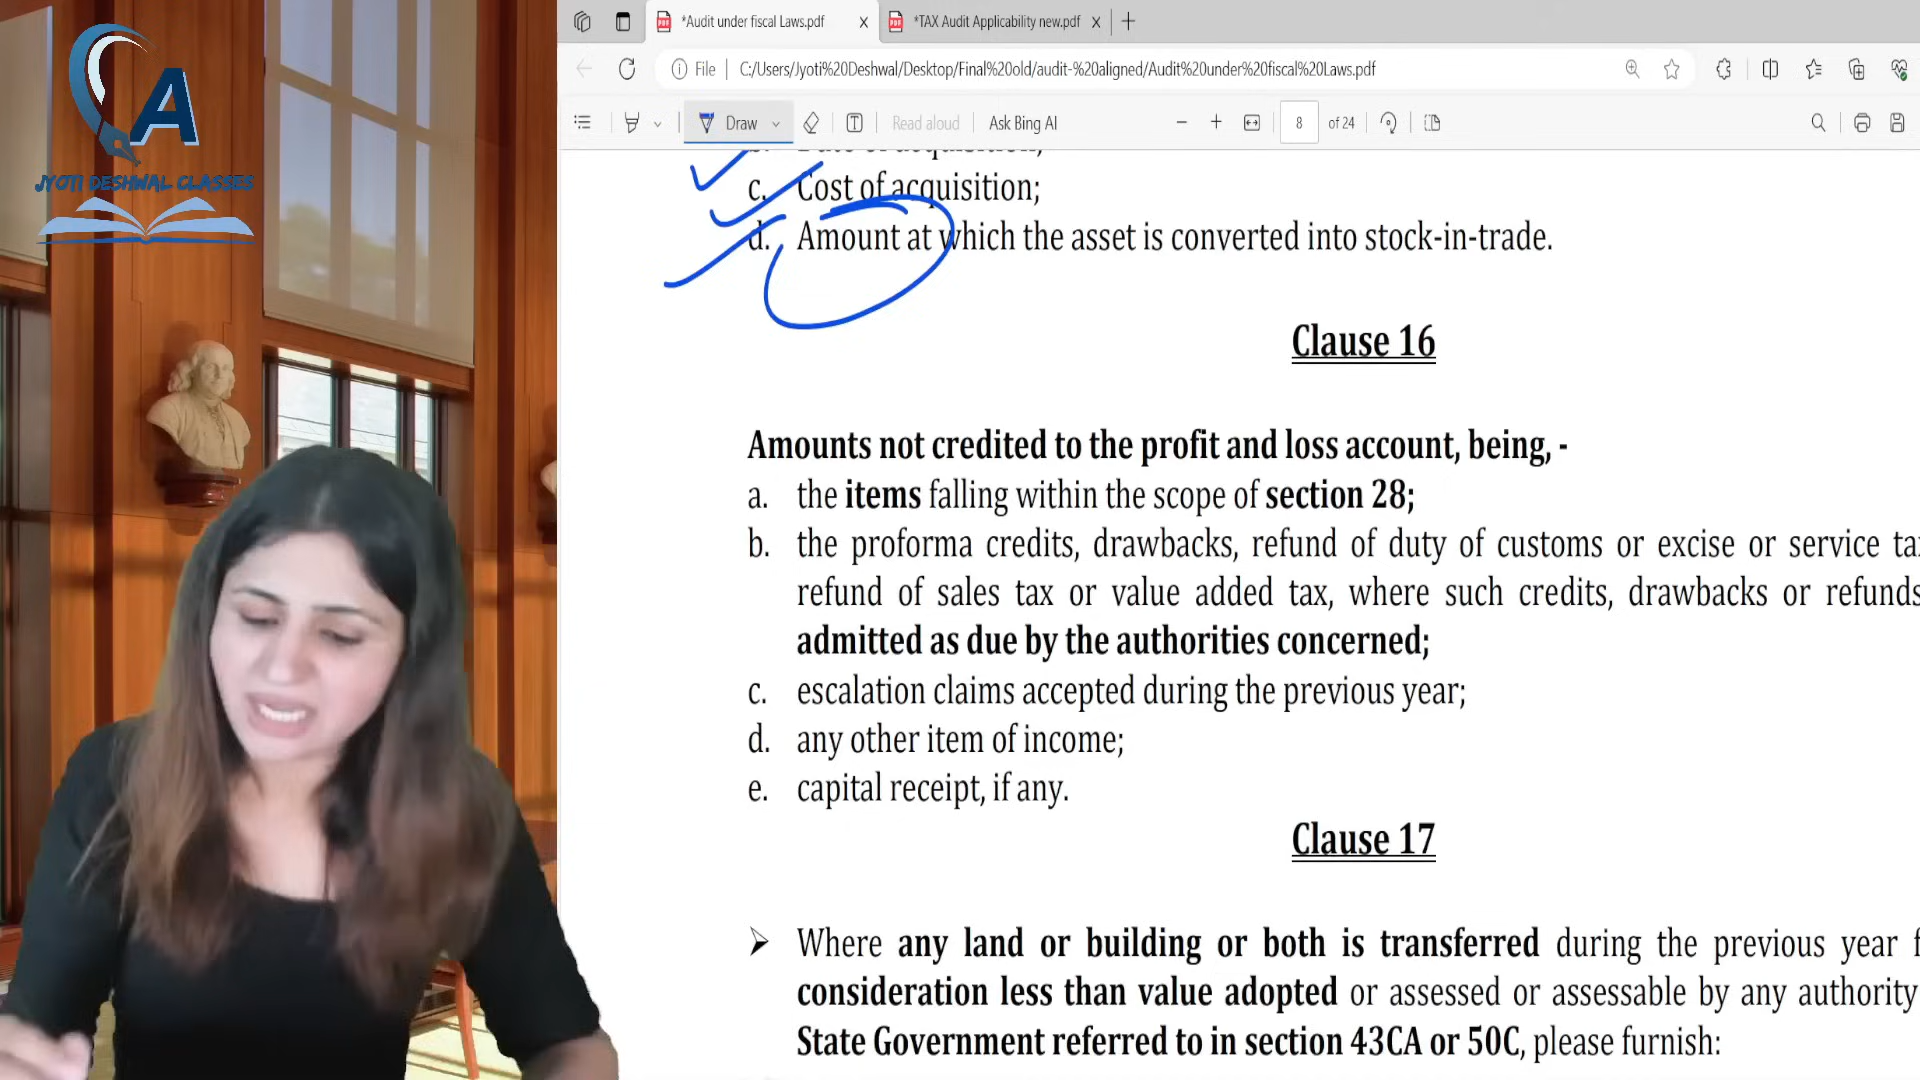 *Audit under fiscal Laws.pdf
*TAX Audit Applicability new.pdf
File
C:/Users/Jyoti%20Deshwal/Desktop/Final%20old/audit-%20aligned/Audit%20under%20fiscal%20Laws.pdf
Draw
Read aloud
Ask Bing AI
8 of 24
CA
JYOTI DESHWAL CLASSES
c. Cost of acquisition;
d. Amount at which the asset is converted into stock-in-trade.
Clause 16
Amounts not credited to the profit and loss account, being, -
a. the items falling within the scope of section 28;
b. the proforma credits, drawbacks, refund of duty of customs or excise or service
refund of sales tax or value added tax, where such credits, drawbacks or refunds
admitted as due by the authorities concerned;
c. escalation claims accepted during the previous year;
d. any other item of income;
e. capital receipt, if any.
Clause 17
➢ Where any land or building or both is transferred during the previous year
consideration less than value adopted or assessed or assessable by any authority
State Government referred to in section 43CA or 50C, please furnish: